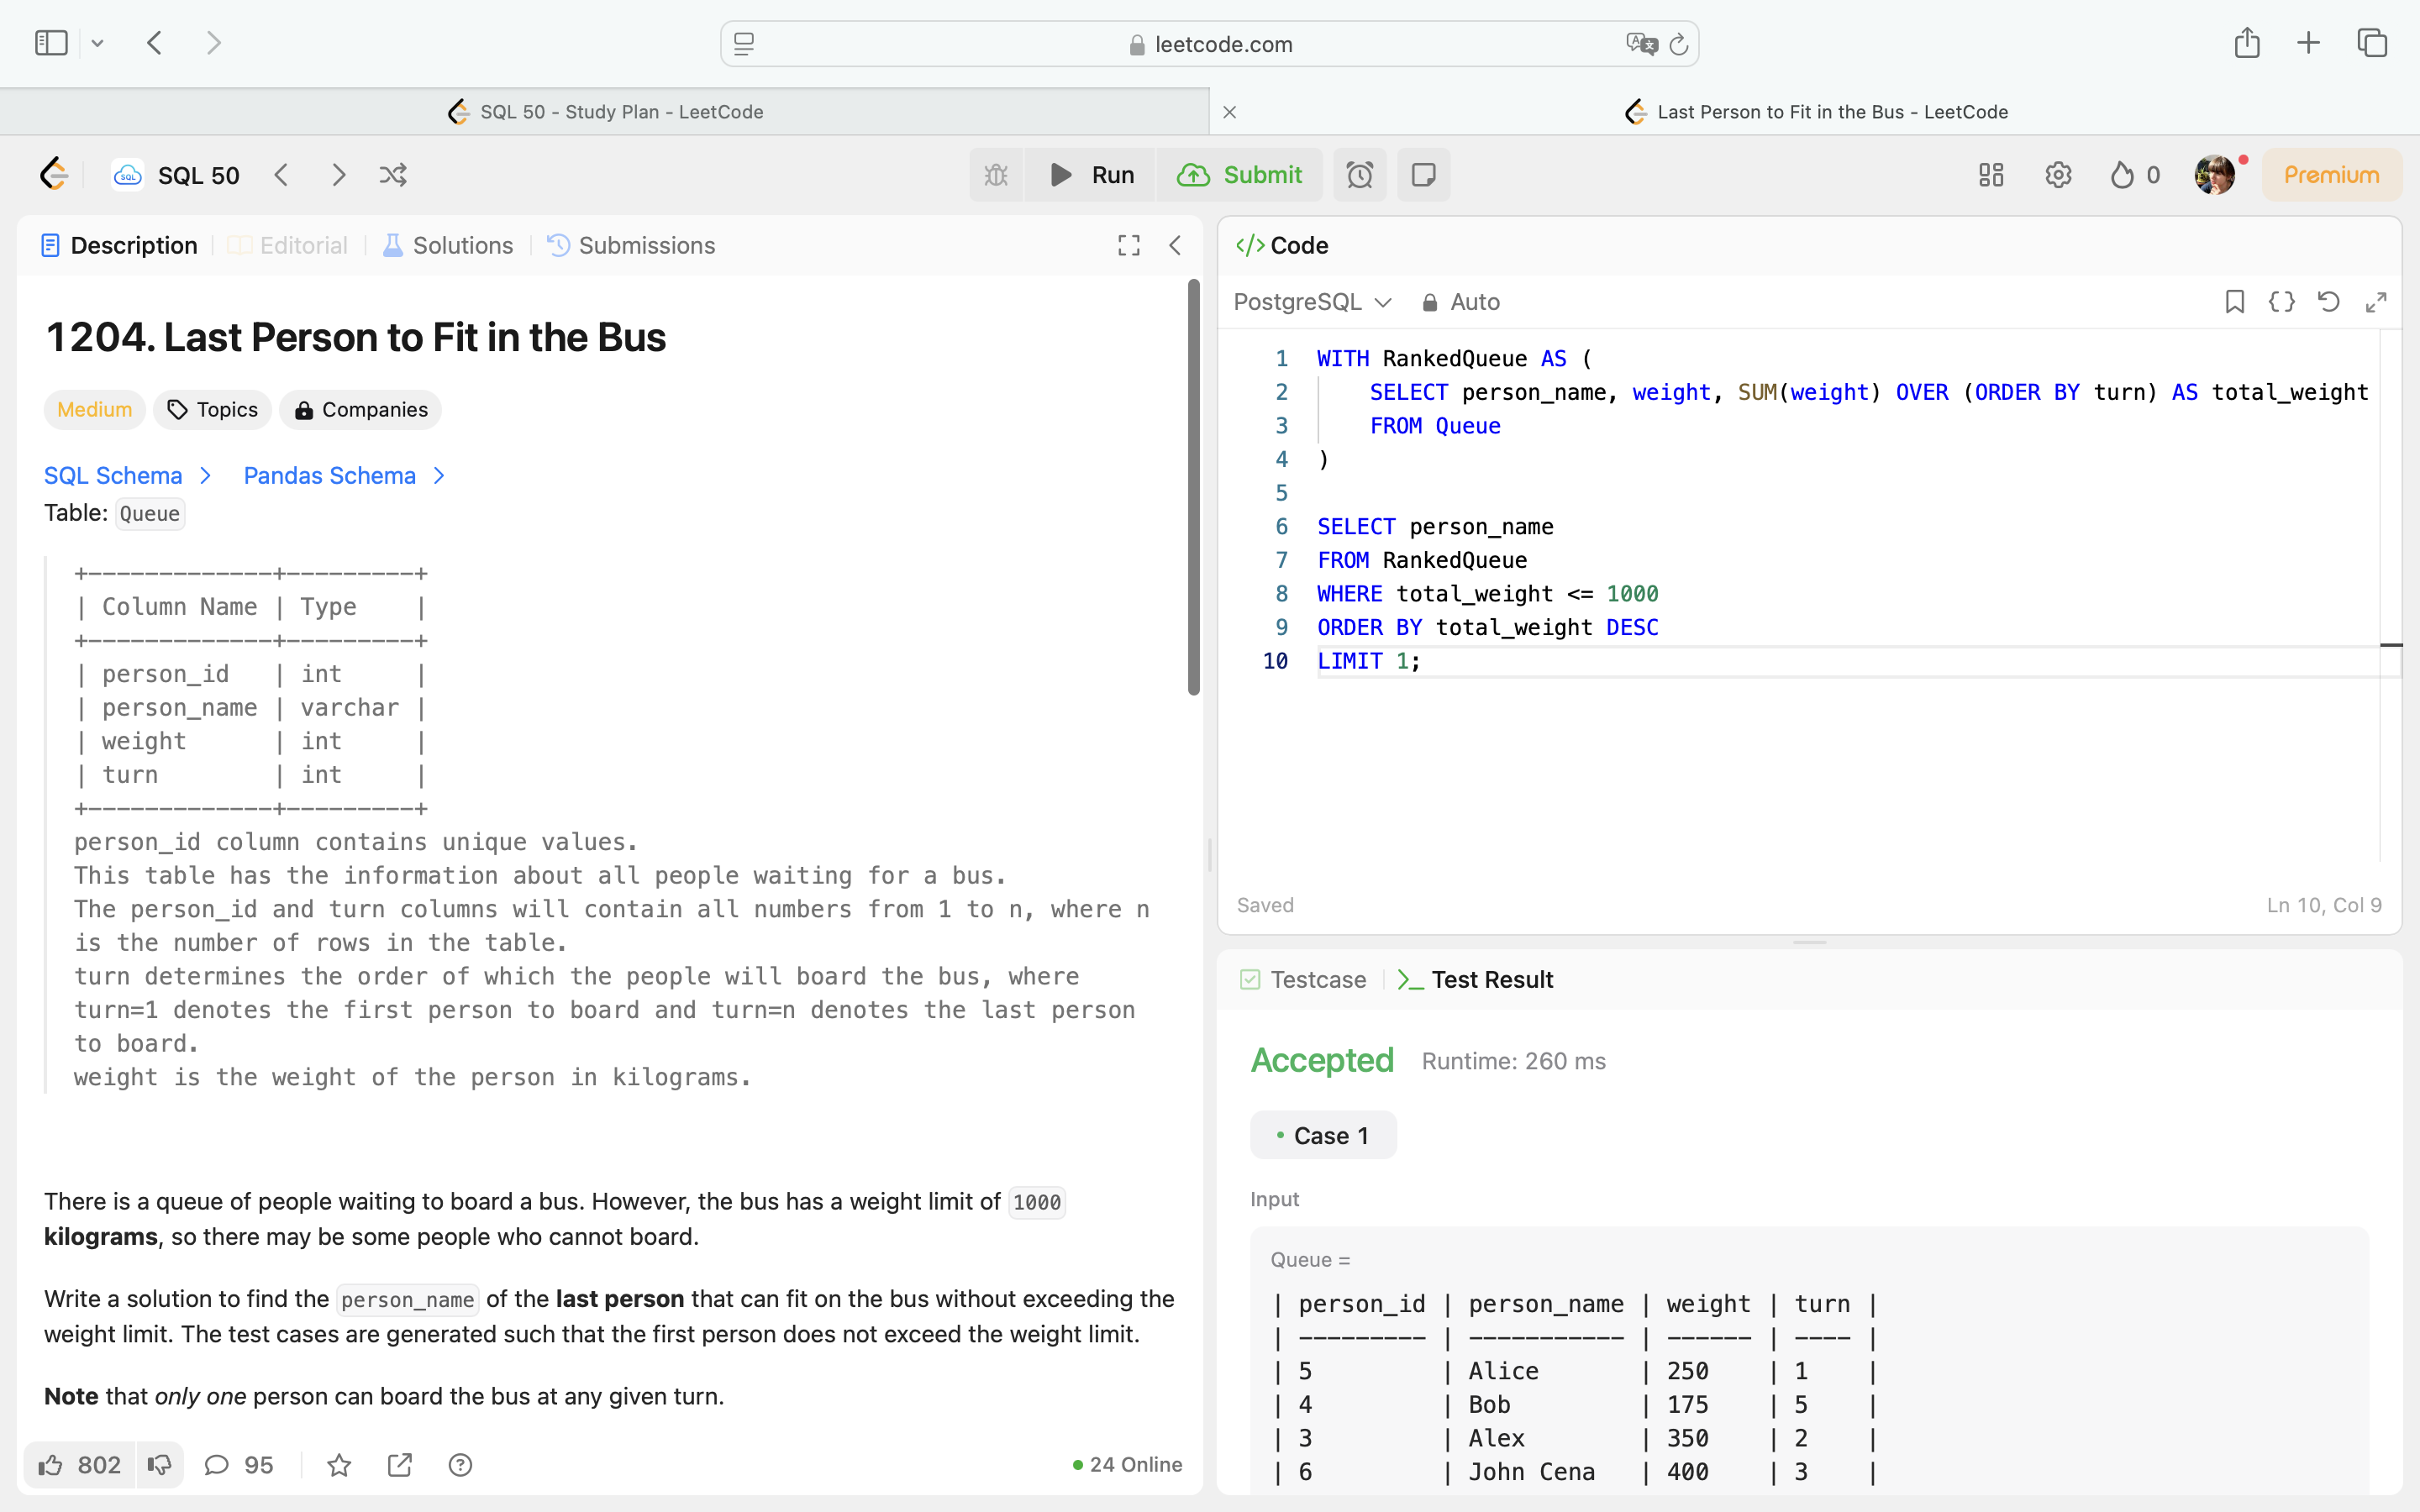 leetcode.com
SQL 50 - Study Plan - LeetCode
Last Person to Fit in the Bus - LeetCode
SQL
SQL 50
Run
Submit
0
Premium
Description
Editorial
Solutions
Submissions
1204. Last Person to Fit in the Bus
Medium
Topics
Companies
SQL Schema
Pandas Schema
Table: Queue
+-------------+---------+
| Column Name | Type    |
+-------------+---------+
| person_id   | int     |
| person_name | varchar |
| weight      | int     |
| turn        | int     |
+-------------+---------+
person_id column contains unique values.
This table has the information about all people waiting for a bus.
The person_id and turn columns will contain all numbers from 1 to n, where n
is the number of rows in the table.
turn determines the order of which the people will board the bus, where
turn=1 denotes the first person to board and turn=n denotes the last person
to board.
weight is the weight of the person in kilograms.
There is a queue of people waiting to board a bus. However, the bus has a weight limit of 1000
kilograms, so there may be some people who cannot board.
Write a solution to find the person_name of the last person that can fit on the bus without exceeding the
weight limit. The test cases are generated such that the first person does not exceed the weight limit.
Note that only one person can board the bus at any given turn.
802
95
24 Online
Code
PostgreSQL
Auto
1 WITH RankedQueue AS (
2     SELECT person_name, weight, SUM(weight) OVER (ORDER BY turn) AS total_weight
3     FROM Queue
4 )
5
6 SELECT person_name
7 FROM RankedQueue
8 WHERE total_weight <= 1000
9 ORDER BY total_weight DESC
10 LIMIT 1;
Saved
Ln 10, Col 9
Testcase
Test Result
Accepted
Runtime: 260 ms
Case 1
Input
Queue =
| person_id | person_name | weight | turn |
| --------- | ----------- | ------ | ---- |
| 5         | Alice       | 250    | 1    |
| 4         | Bob         | 175    | 5    |
| 3         | Alex        | 350    | 2    |
| 6         | John Cena   | 400    | 3    |